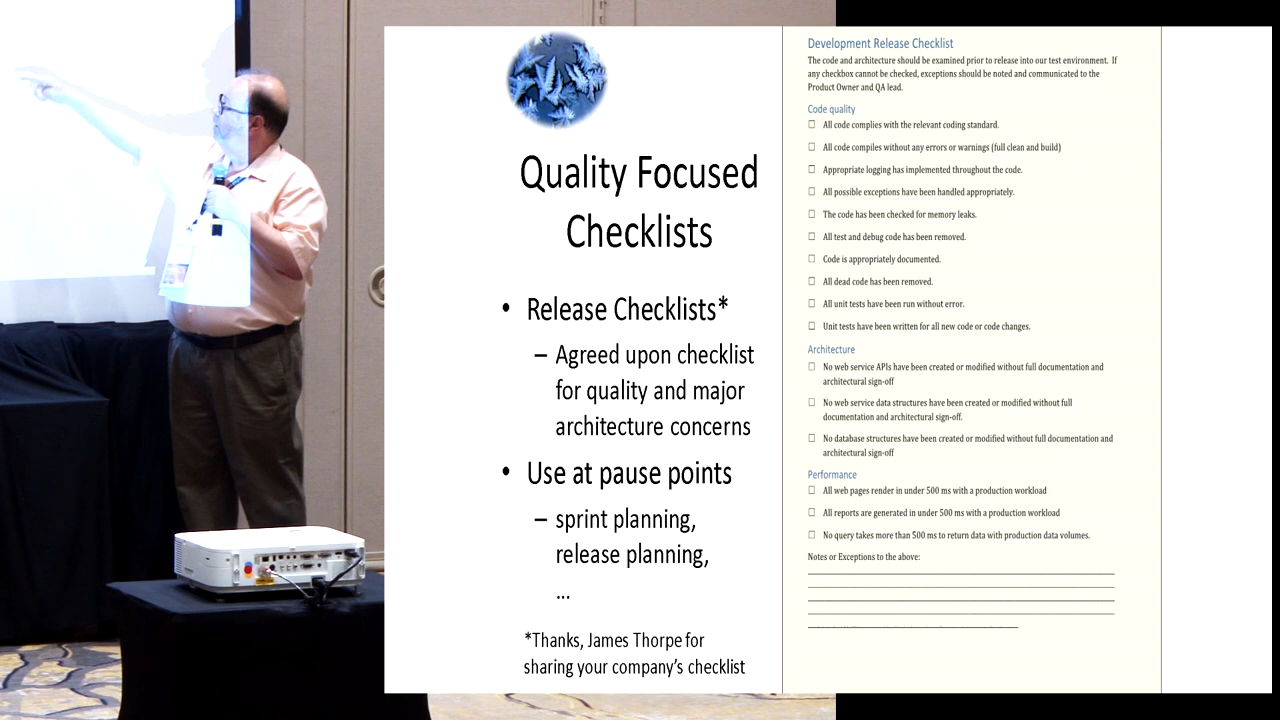 Quality Focused
Checklists
• Release Checklists*
– Agreed upon checklist
for quality and major
architecture concerns
• Use at pause points
– sprint planning,
release planning,
...
*Thanks, James Thorpe for
sharing your company's checklist
Development Release Checklist
The code and architecture should be examined prior to release into our test environment. If
any checkbox cannot be checked, exceptions should be noted and communicated to the
Product Owner and QA lead.
Code quality
☐ All code complies with the relevant coding standard.
☐ All code compiles without any errors or warnings (full clean and build)
☐ Appropriate logging has implemented throughout the code.
☐ All possible exceptions have been handled appropriately.
☐ The code has been checked for memory leaks.
☐ All test and debug code has been removed.
☐ Code is appropriately documented.
☐ All dead code has been removed.
☐ All unit tests have been run without error.
☐ Unit tests have been written for all new code or code changes.
Architecture
☐ No web service APIs have been created or modified without full documentation and
architectural sign-off
☐ No web service data structures have been created or modified without full
documentation and architectural sign-off.
☐ No database structures have been created or modified without full documentation and
architectural sign-off
Performance
☐ All web pages render in under 500 ms with a production workload
☐ All reports are generated in under 500 ms with a production workload
☐ No query takes more than 500 ms to return data with production data volumes.
Notes or Exceptions to the above: